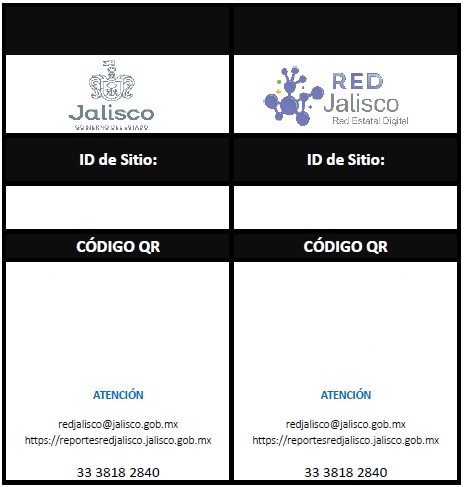 Jalisco
GOBIERNO DEL ESTADO
RED
Jalisco
Red Estatal Digital
ID de Sitio:
ID de Sitio:
CÓDIGO QR
CÓDIGO QR
ATENCIÓN
redjalisco@jalisco.gob.mx
https://reportesredjalisco.jalisco.gob.mx
33 3818 2840
ATENCIÓN
redjalisco@jalisco.gob.mx
https://reportesredjalisco.jalisco.gob.mx
33 3818 2840